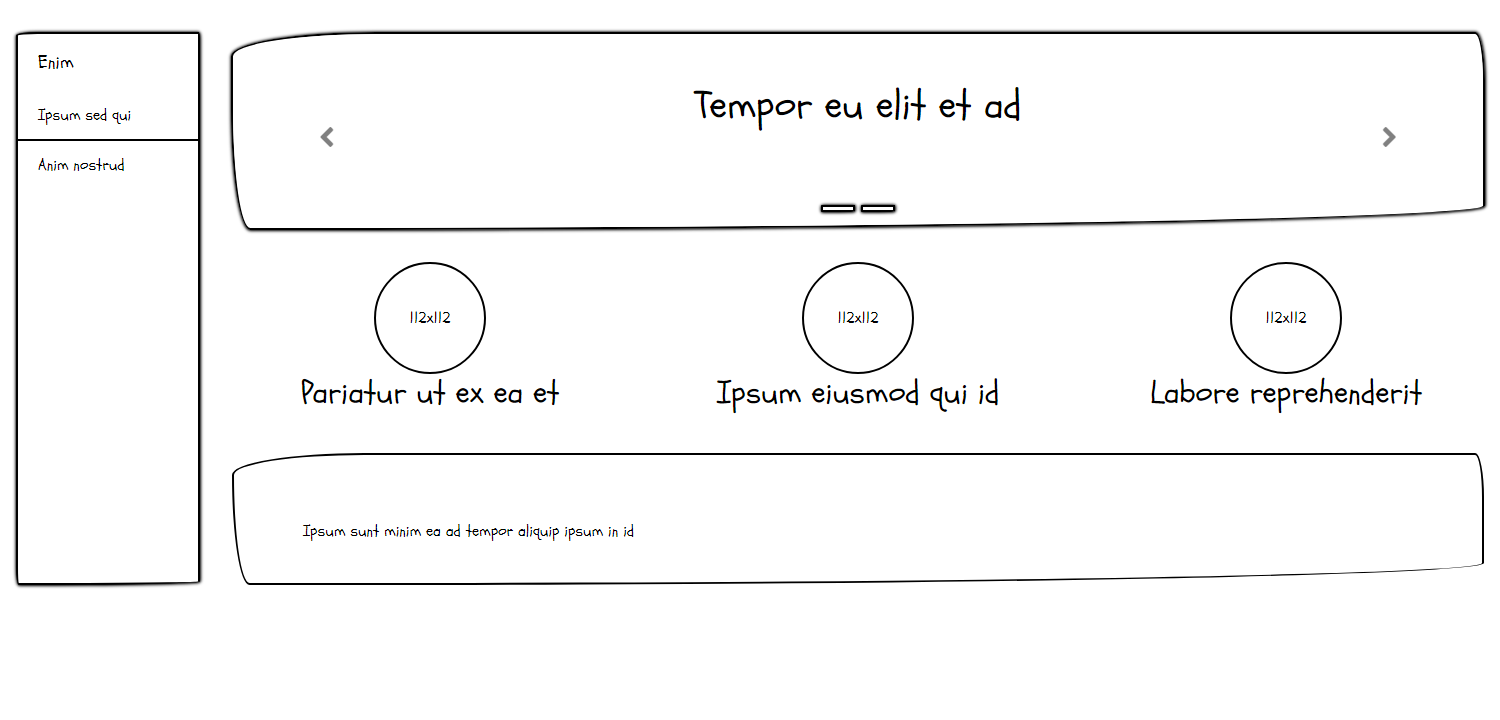 Enim
Ipsum sed qui
Anim nostrud
Tempor eu elit et ad
112x112
Pariatur ut ex ea et
112x112
Ipsum eiusmod qui id
112x112
Labore reprehenderit
Ipsum sunt minim ea ad tempor aliquip ipsum in id